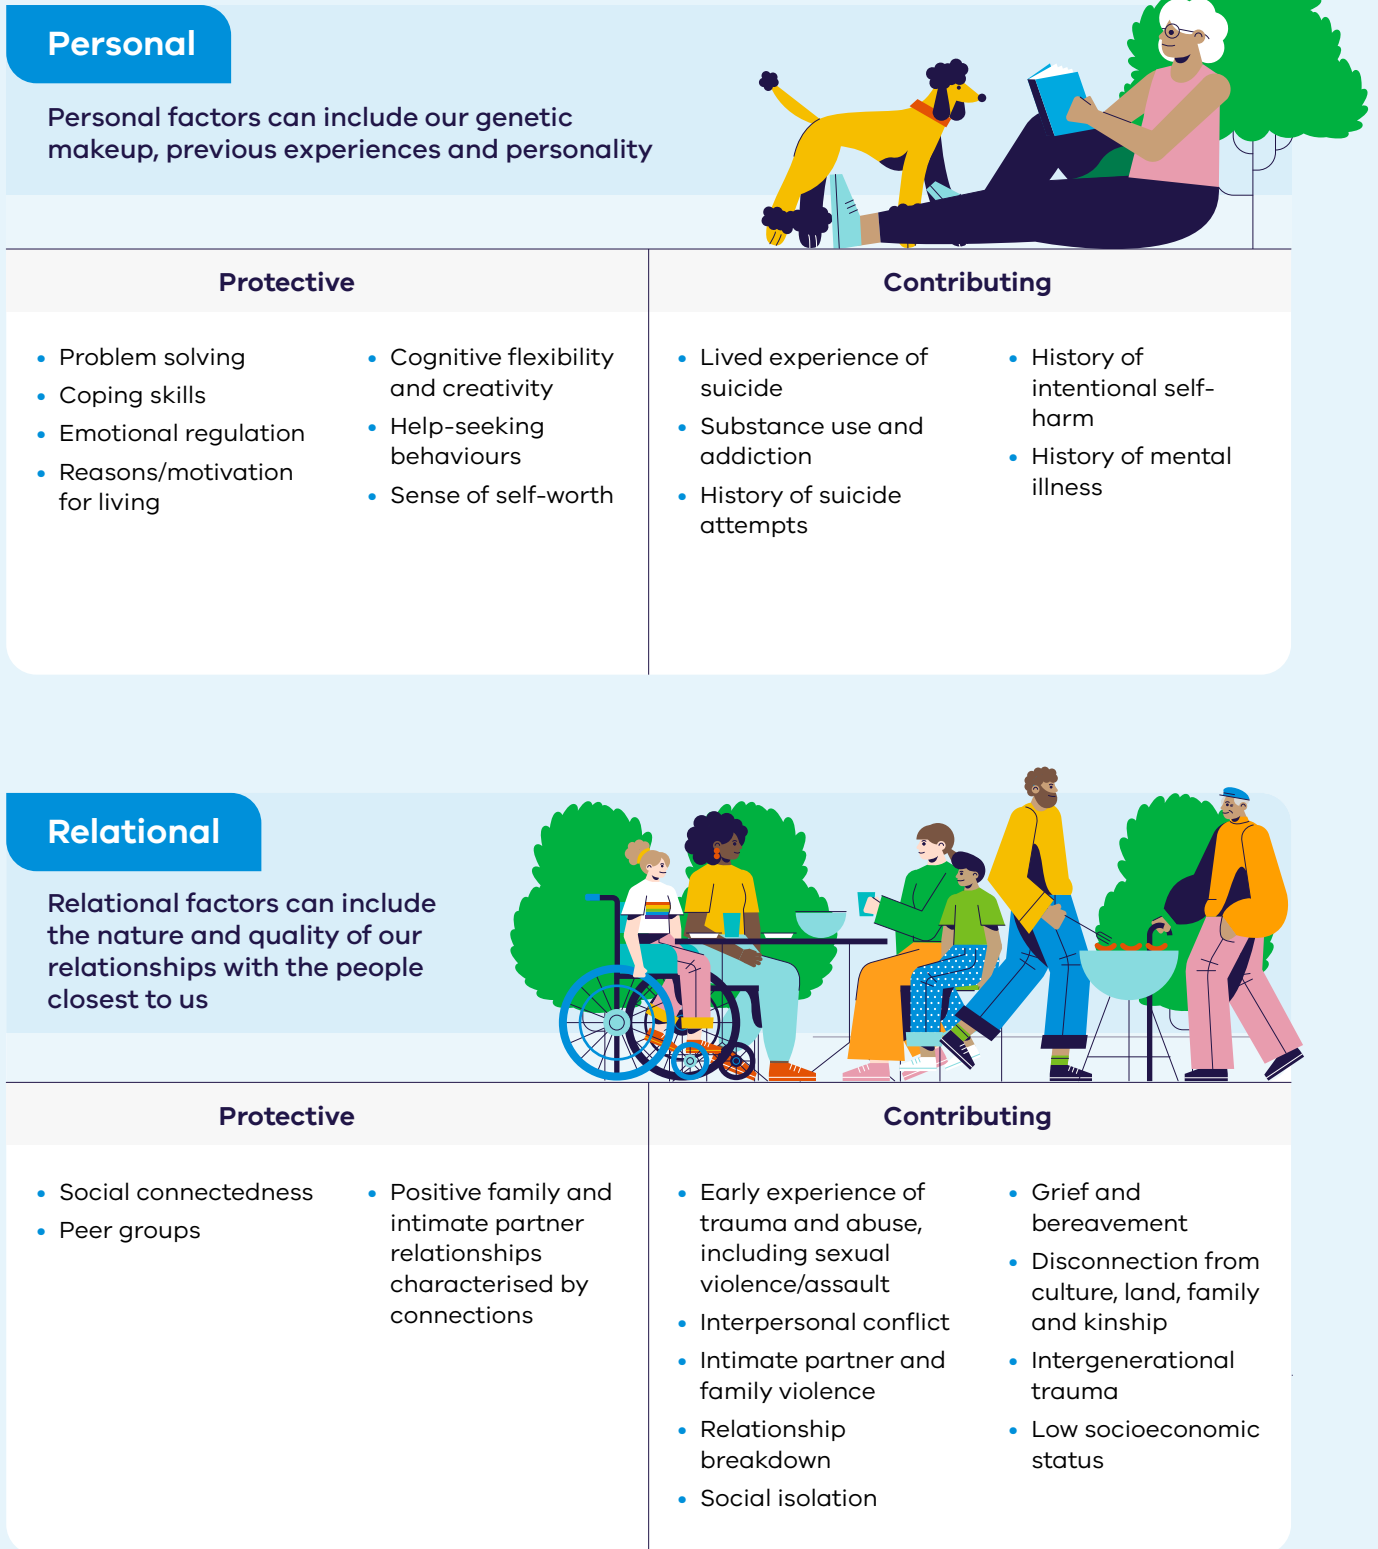 Personal
Personal factors can include our genetic
makeup, previous experiences and personality
Protective
Problem solving
Coping skills
Emotional regulation
Reasons/motivation
for living
Cognitive flexibility
and creativity
Help-seeking
behaviours
Sense of self-worth
Contributing
Lived experience of
suicide
Substance use and
addiction
History of suicide
attempts
History of
intentional self-
harm
History of mental
illness
Relational
Relational factors can include
the nature and quality of our
relationships with the people
closest to us
Protective
Social connectedness
Peer groups
Positive family and
intimate partner
relationships
characterised by
connections
Contributing
Early experience of
trauma and abuse,
including sexual
violence/assault
Interpersonal conflict
Intimate partner and
family violence
Relationship
breakdown
Social isolation
Grief and
bereavement
Disconnection from
culture, land, family
and kinship
Intergenerational
trauma
Low socioeconomic
status